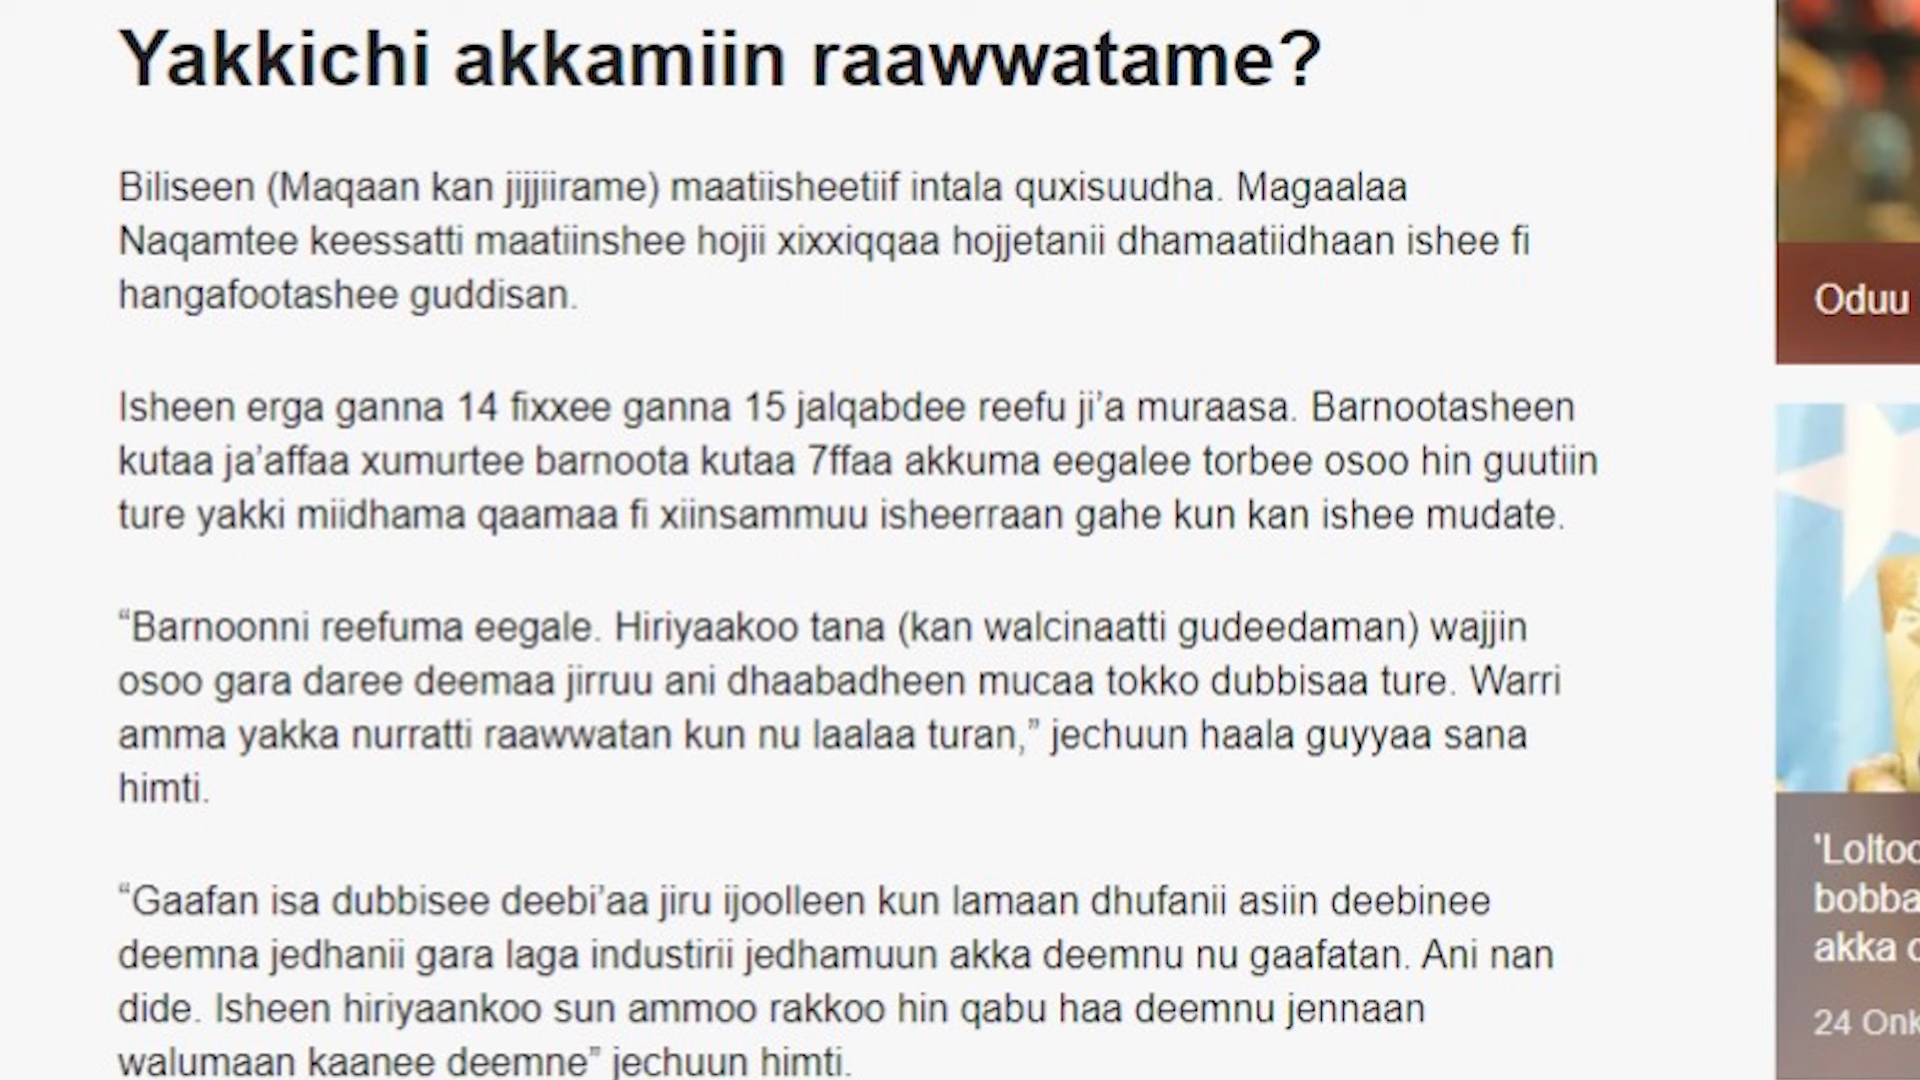 Yakkichi akkamiin raawwatame?
Biliseen (Maqaan kan jijjiirame) maatiisheetiif intala quxisuudha. Magaalaa
Naqamtee keessatti maatiinshee hojii xixxiqqaa hojjetanii dhamaatiidhaan ishee fi
hangafootashee guddisan.
Isheen erga ganna 14 fixxee ganna 15 jalqabdee reefu ji’a muraasa. Barnootasheen
kutaa ja’affaa xumurtee barnoota kutaa 7ffaa akkuma eegalee torbee osoo hin guutiin
ture yakki miidhama qaamaa fi xiinsammuu isheerraan gahe kun kan ishee mudate.
“Barnoonni reefuma eegale. Hiriyaakoo tana (kan walcinaatti gudeedaman) wajjin
osoo gara daree deemaa jirruu ani dhaabadheen mucaa tokko dubbisaa ture. Warri
amma yakka nurratti raawwatan kun nu laalaa turan,” jechuun haala guyyaa sana
himti.
“Gaafan isa dubbisee deebi’aa jiru ijoolleen kun lamaan dhufanii asiin deebinee
deemna jedhanii gara laga industirii jedhamuun akka deemnu nu gaafatan. Ani nan
dide. Isheen hiriyaankoo sun ammoo rakkoo hin qabu haa deemnu jennaan
walumaan kaanee deemne” jechuun himti.
Oduu
'Loltoo
bobba
akka
24 Onk